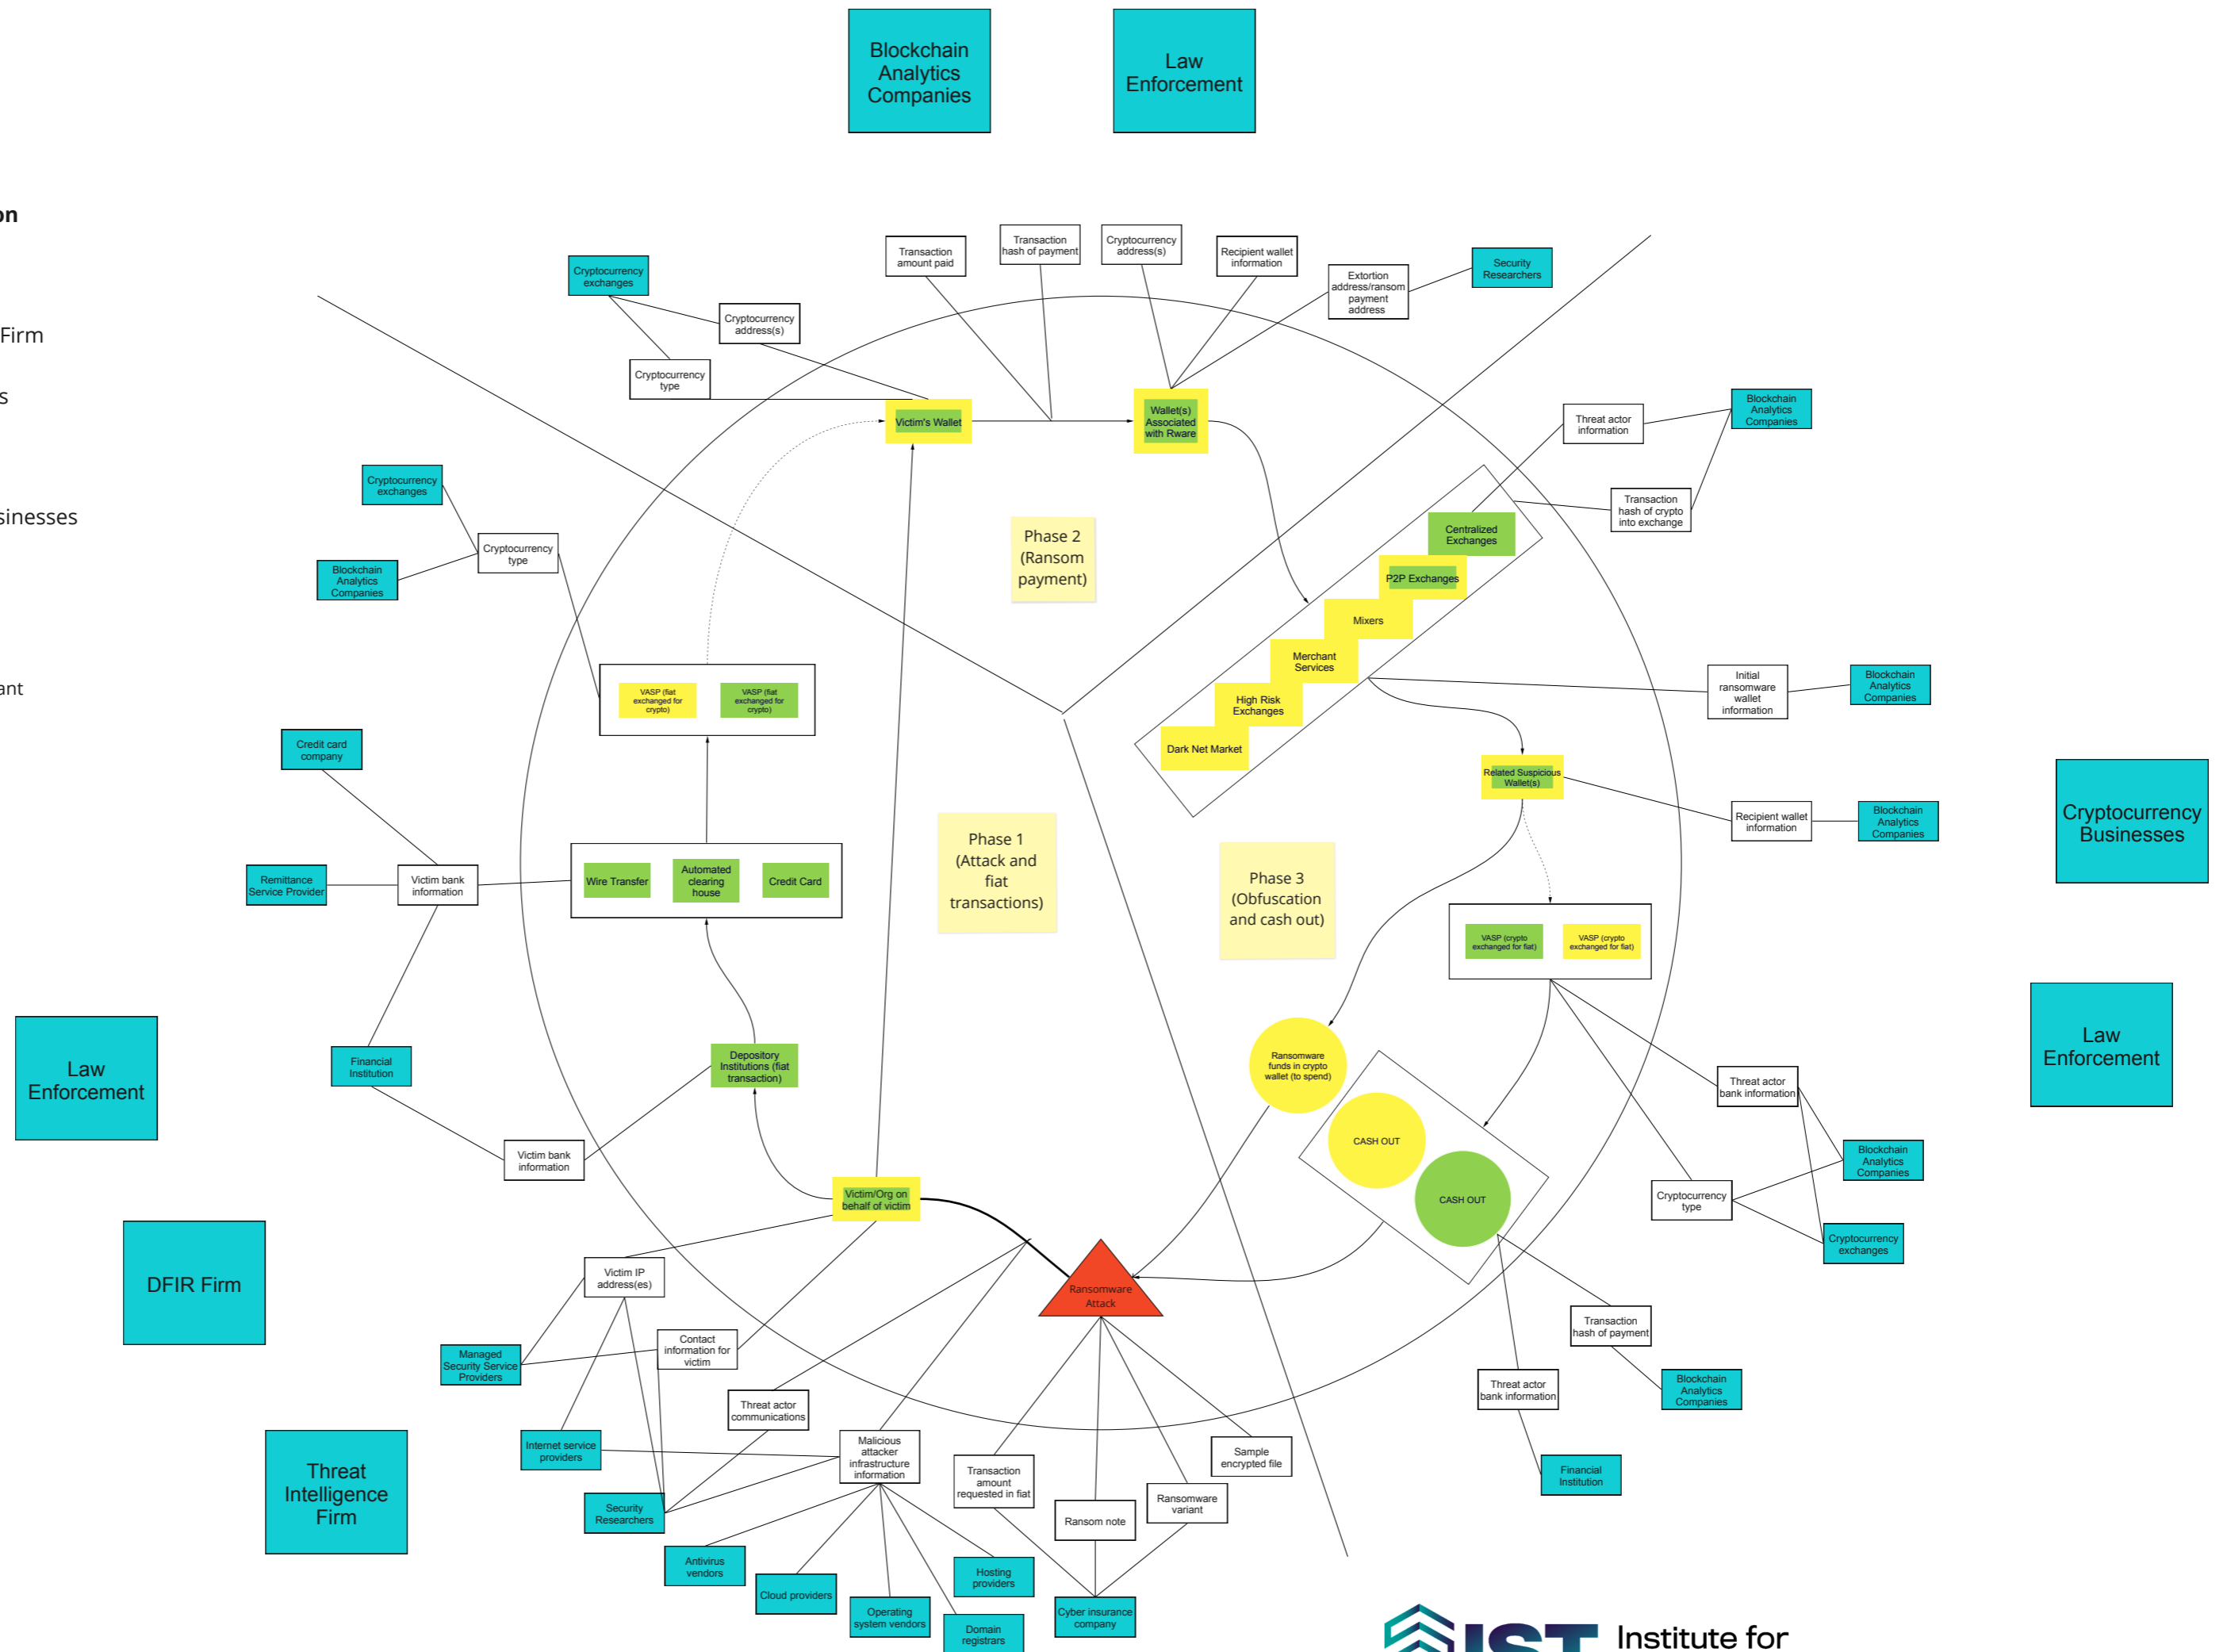 Blockchain
Analytics
Companies
Law
Enforcement
on
Firm
s
sinesses
ant
Cryptocurrency
exchanges
Cryptocurrency
address(s)
Cryptocurrency
type
Transaction
amount paid
Transaction
hash of payment
Cryptocurrency
address(s)
Recipient wallet
information
Extortion
address/ransom
payment
address
Security
Researchers
Victim's Wallet
Wallet(s)
Associated
with Rware
Threat actor
information
Blockchain
Analytics
Companies
Transaction
hash of crypto
into exchange
Cryptocurrency
exchanges
Cryptocurrency
type
Blockchain
Analytics
Companies
Phase 2
(Ransom
payment)
Centralized
Exchanges
P2P Exchanges
Mixers
Merchant
Services
High Risk
Exchanges
Dark Net Market
VASP (fiat
exchanged for
crypto)
VASP (fiat
exchanged for
crypto)
Initial
ransomware
wallet
information
Blockchain
Analytics
Companies
Credit card
company
Related Suspicious
Wallet(s)
Recipient wallet
information
Blockchain
Analytics
Companies
Cryptocurrency
Businesses
Remittance
Service Provider
Victim bank
information
Wire Transfer
Automated
clearing
house
Credit Card
Phase 1
(Attack and
fiat
transactions)
Phase 3
(Obfuscation
and cash out)
VASP (crypto
exchanged for fiat)
VASP (crypto
exchanged for fiat)
Law
Enforcement
Financial
Institution
Depository
Institutions (fiat
transaction)
Victim bank
information
Ransomware
funds in crypto
wallet (to spend)
CASH OUT
CASH OUT
Law
Enforcement
Threat actor
bank information
Blockchain
Analytics
Companies
Cryptocurrency
type
Cryptocurrency
exchanges
Victim/Org on
behalf of victim
DFIR Firm
Victim IP
address(es)
Ransomware
Attack
Managed
Security Service
Providers
Contact
information for
victim
Transaction
hash of payment
Threat actor
bank information
Blockchain
Analytics
Companies
Threat actor
communications
Threat
Intelligence
Firm
Internet service
providers
Malicious
attacker
infrastructure
information
Transaction
amount
requested in fiat
Sample
encrypted file
Financial
Institution
Security
Researchers
Ransom note
Ransomware
variant
Antivirus
vendors
Cloud providers
Operating
system vendors
Hosting
providers
Domain
registrars
Cyber insurance
company
IST
Institute for